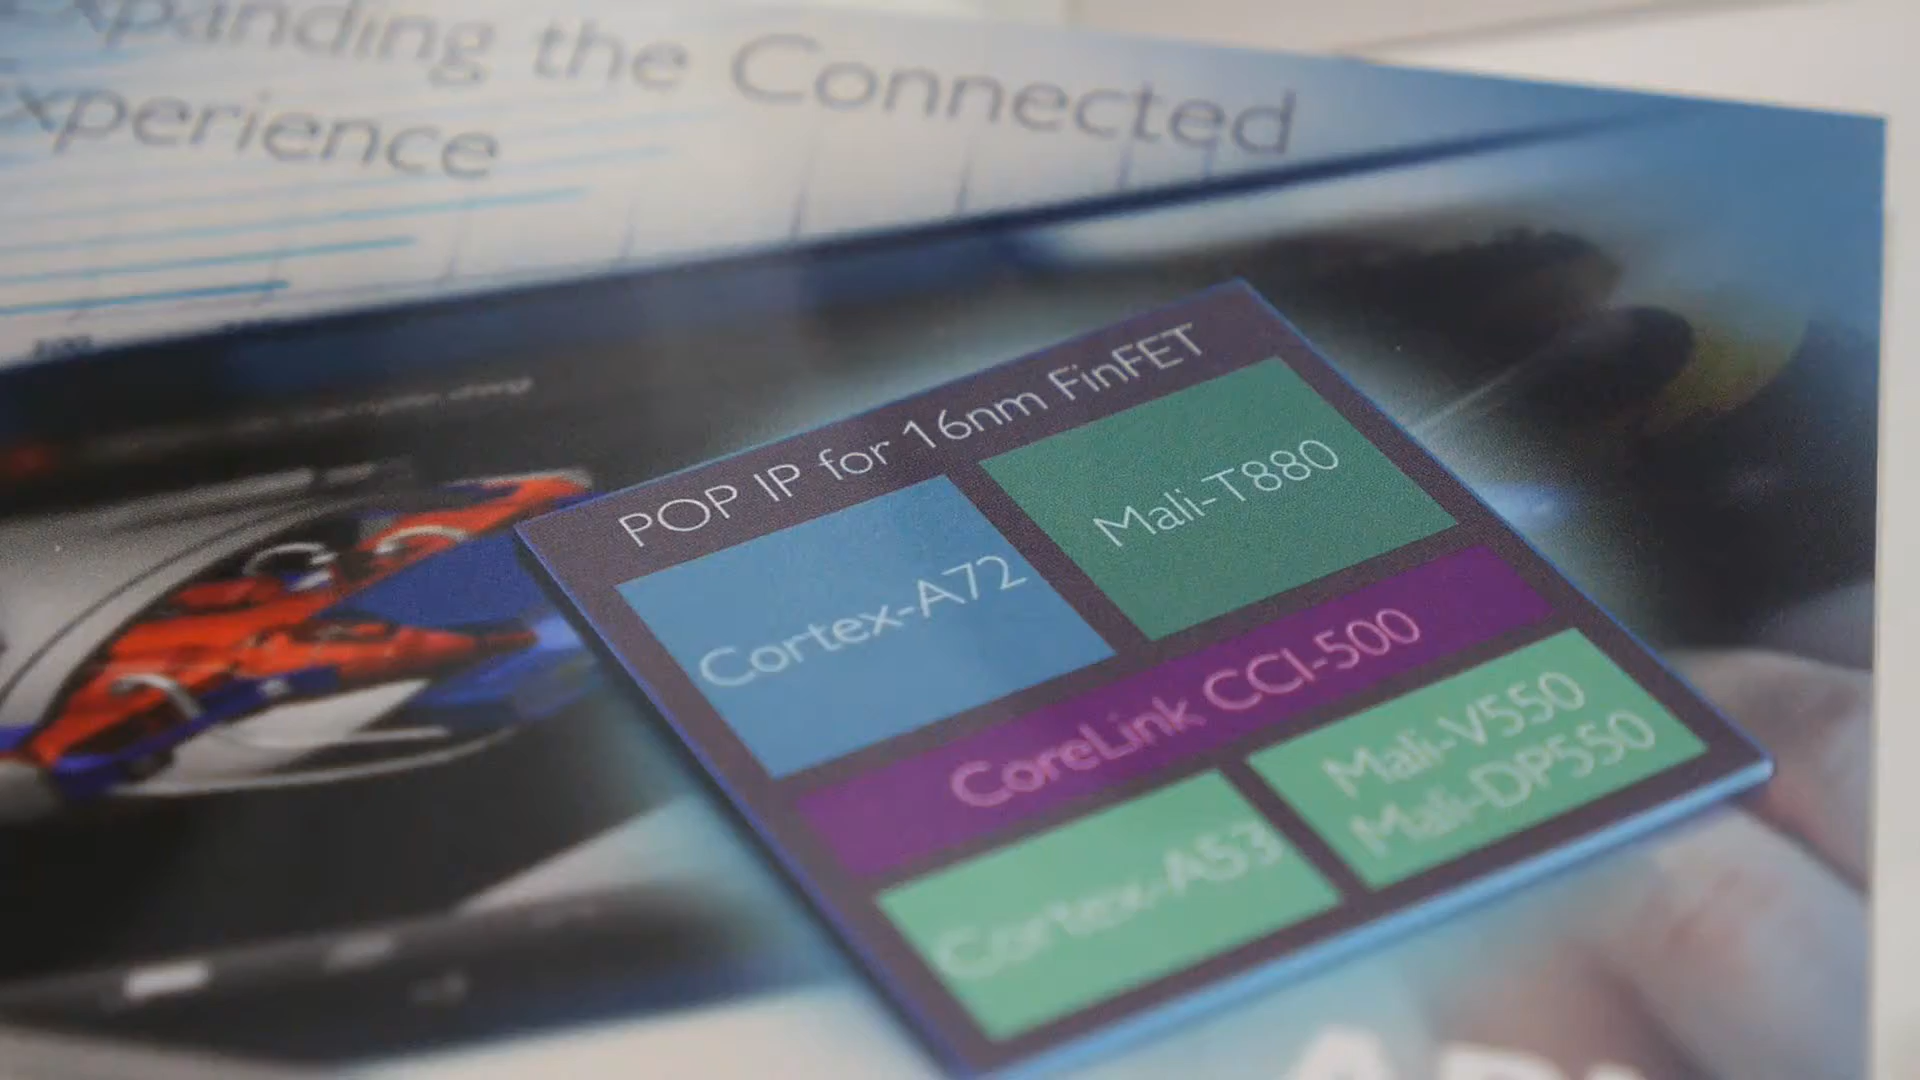 xpanding the Connected
xperience
POP IP for 16nm FinFET
Cortex-A72
Mali-T880
CoreLink CCI-500
Cortex-A53
Mali-V550
Mali-DP550